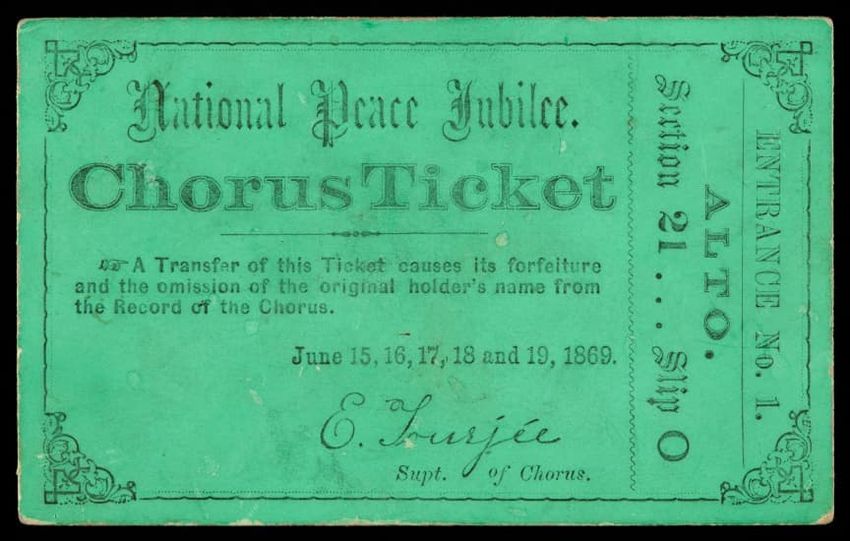 National Peace Jubilee.
Chorus Ticket
☞ A Transfer of this Ticket causes its forfeiture
and the omission of the original holder's name from
the Record of the Chorus.
June 15, 16, 17, 18 and 19, 1869.
E. Tourjée
Supt. of Chorus.
Section 21 . . . Slip O
ALTO.
ENTRANCE No. 1.